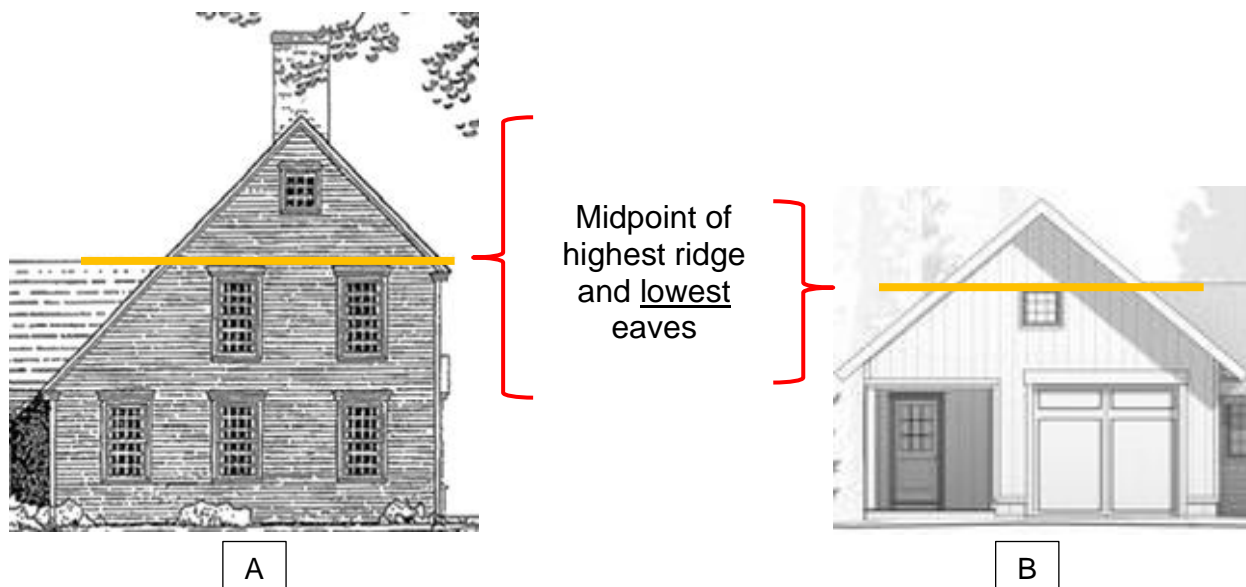 Midpoint of
highest ridge
and lowest
eaves
A
B